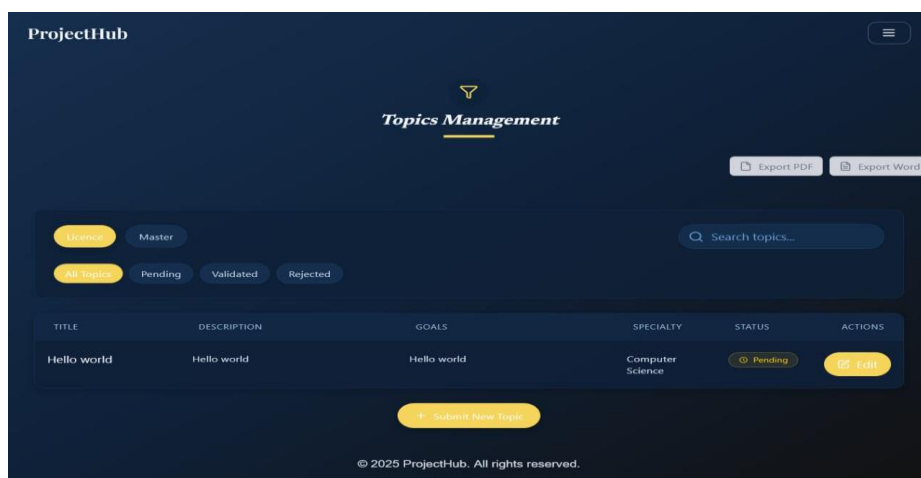 ProjectHub
Topics Management
Export PDF Export Word
Licence Master Search topics...
All Topics Pending Validated Rejected
TITLE DESCRIPTION GOALS SPECIALTY STATUS ACTIONS
Hello world Hello world Hello world Computer Science Pending Edit
+ Submit New Topic
© 2025 ProjectHub. All rights reserved.